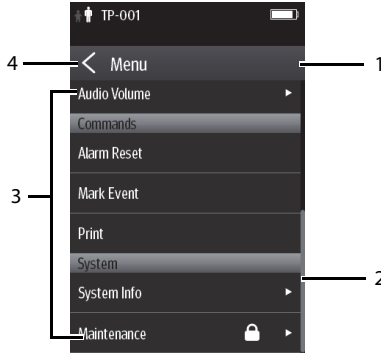 TP-001
4
Menu
1
Audio Volume
Commands
Alarm Reset
Mark Event
3
Print
System
2
System Info
Maintenance